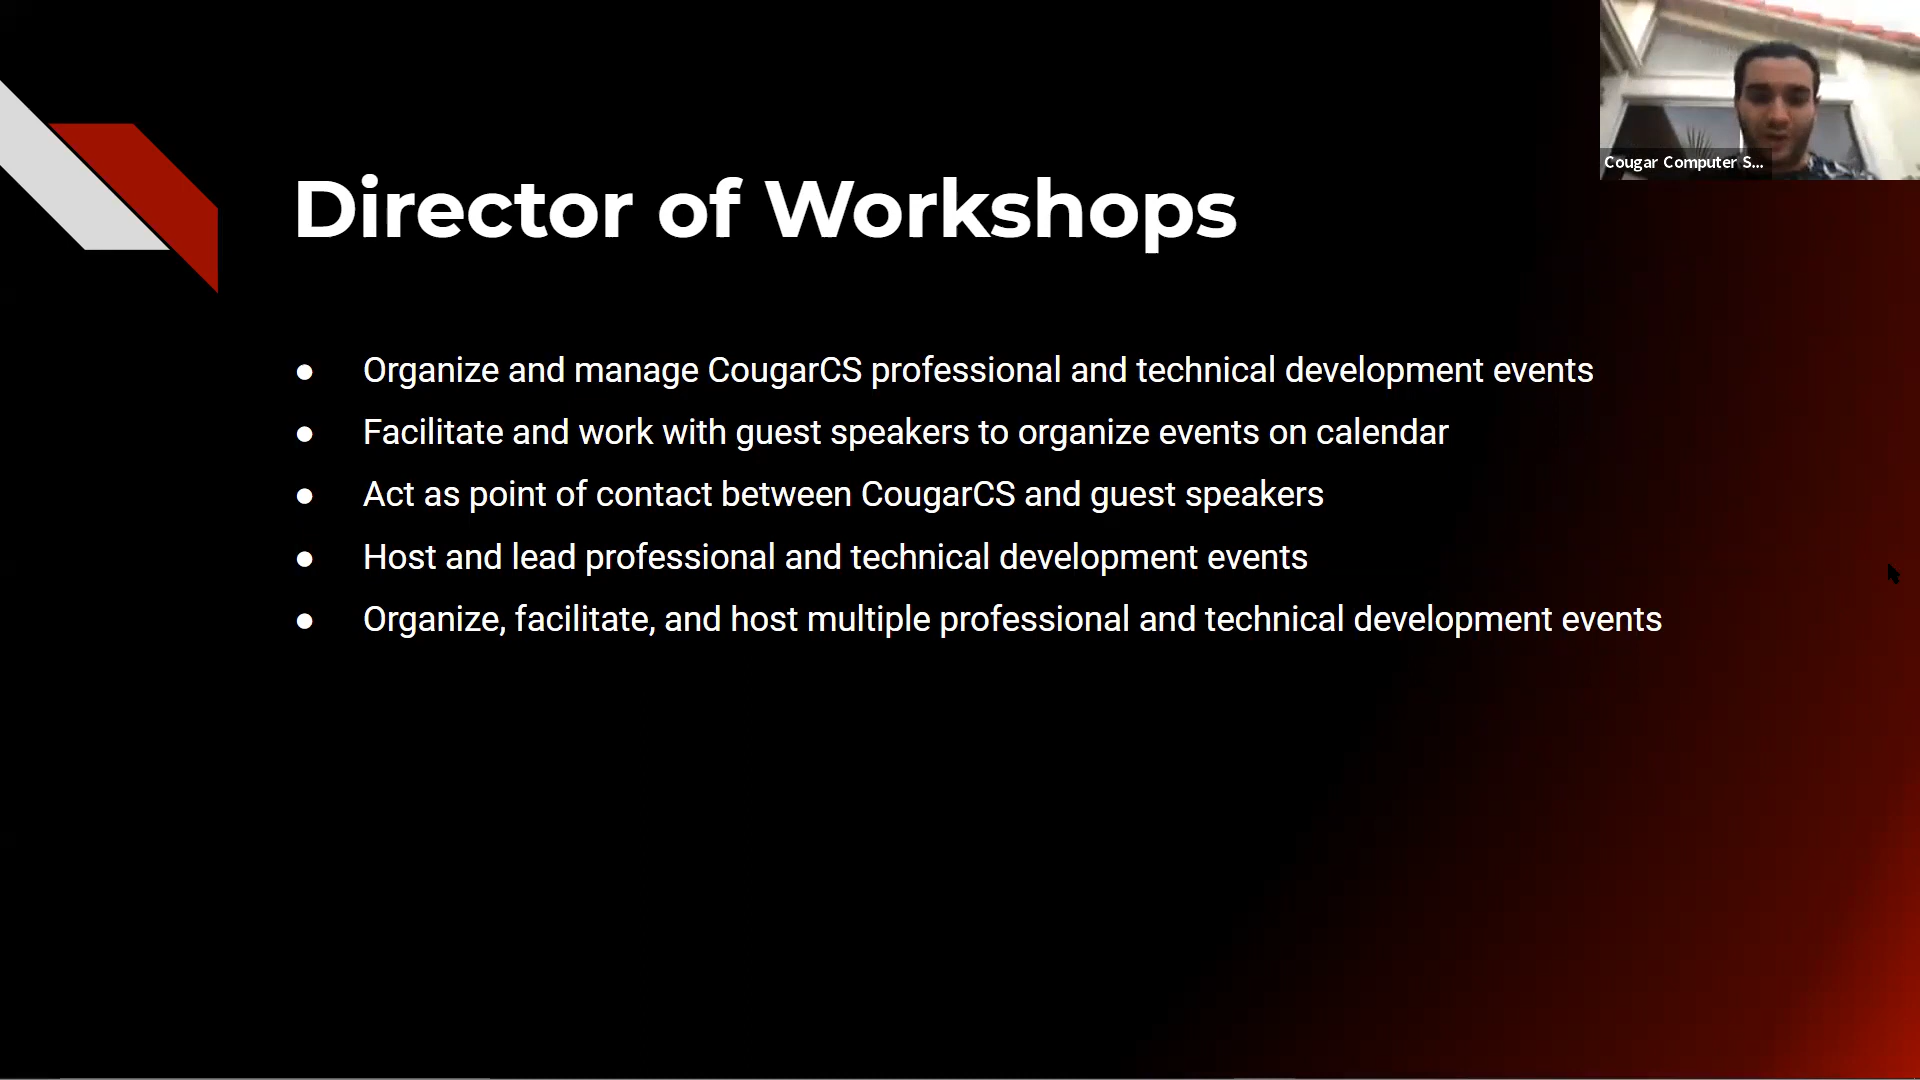 Cougar Computer S...
Director of Workshops
● Organize and manage CougarCS professional and technical development events
● Facilitate and work with guest speakers to organize events on calendar
● Act as point of contact between CougarCS and guest speakers
● Host and lead professional and technical development events
● Organize, facilitate, and host multiple professional and technical development events